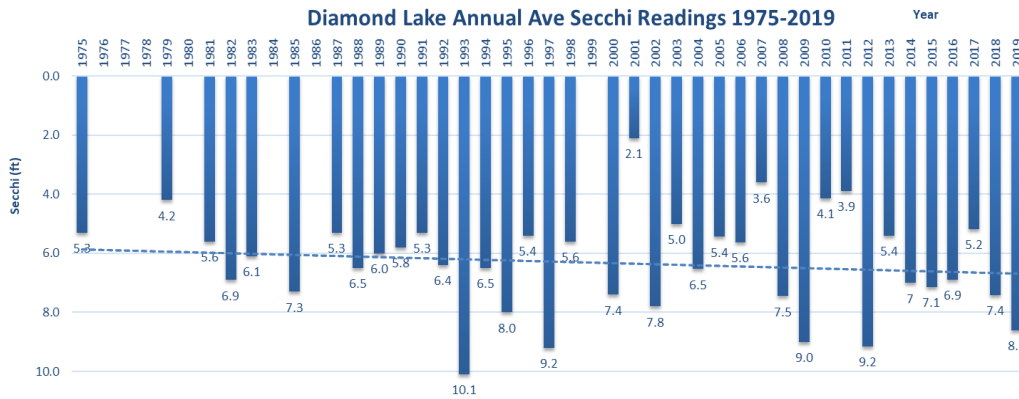 Diamond Lake Annual Ave Secchi Readings 1975-2019
Year
1975 1976 1977 1978 1979 1980 1981 1982 1983 1984 1985 1986 1987 1988 1989 1990 1991 1992 1993 1994 1995 1996 1997 1998 1999 2000 2001 2002 2003 2004 2005 2006 2007 2008 2009 2010 2011 2012 2013 2014 2015 2016 2017 2018 2019
Secchi (ft)
0.0
2.0
4.0
6.0
8.0
10.0
5.3 4.2 5.6 6.9 6.1 7.3 5.3 6.5 6.0 5.8 5.3 6.4 10.1 6.5 8.0 5.4 9.2 5.6 7.4 2.1 7.8 5.0 6.5 5.4 5.6 3.6 7.5 9.0 4.1 3.9 9.2 5.4 7 7.1 6.9 5.2 7.4 8.